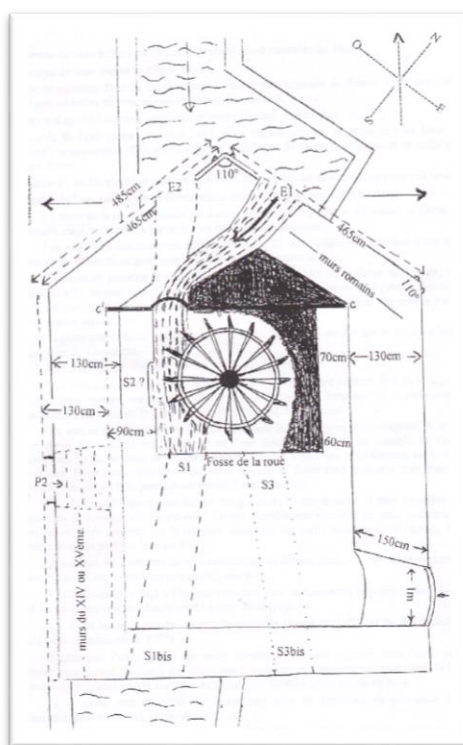 O
N
S
E
110°
485cm
465cm
E2
E1
465cm
murs romains
110°
c'
c
130cm
70cm
130cm
S2 ?
130cm
90cm
60cm
S1
Fosse de la roue
S3
P2
150cm
1m
murs du XIV ou XVème
S1bis
S3bis